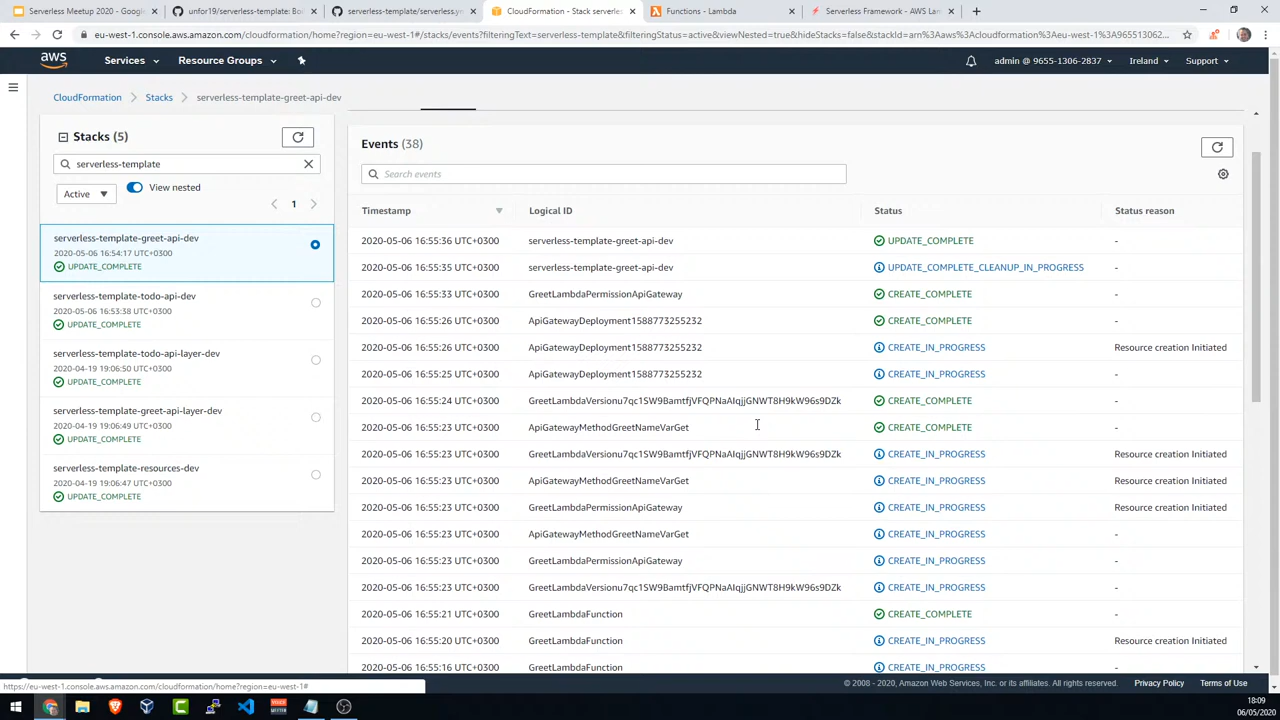 Serverless Meetup 2020 - Google
unfor19/serverless-template: Boi
serverless-template/serverless.ym
CloudFormation - Stack serverles
Functions - Lambda
Serverless Framework - AWS Lam
eu-west-1.console.aws.amazon.com/cloudformation/home?region=eu-west-1#/stacks/events?filteringText=serverless-template&filteringStatus=active&viewNested=true&hideStacks=false&stackId=arn%3Aaws%3Acloudformation%3Aeu-west-1%3A965513062...
aws
Services
Resource Groups
admin @ 9655-1306-2837
Ireland
Support
CloudFormation
Stacks
serverless-template-greet-api-dev
Stacks (5)
serverless-template
Active
View nested
1
serverless-template-greet-api-dev
2020-05-06 16:54:17 UTC+0300
UPDATE_COMPLETE
serverless-template-todo-api-dev
2020-05-06 16:53:38 UTC+0300
UPDATE_COMPLETE
serverless-template-todo-api-layer-dev
2020-04-19 19:06:50 UTC+0300
UPDATE_COMPLETE
serverless-template-greet-api-layer-dev
2020-04-19 19:06:49 UTC+0300
UPDATE_COMPLETE
serverless-template-resources-dev
2020-04-19 19:06:47 UTC+0300
UPDATE_COMPLETE
Events (38)
Search events
Timestamp Logical ID Status Status reason
2020-05-06 16:55:36 UTC+0300 serverless-template-greet-api-dev UPDATE_COMPLETE -
2020-05-06 16:55:35 UTC+0300 serverless-template-greet-api-dev UPDATE_COMPLETE_CLEANUP_IN_PROGRESS -
2020-05-06 16:55:33 UTC+0300 GreetLambdaPermissionApiGateway CREATE_COMPLETE -
2020-05-06 16:55:26 UTC+0300 ApiGatewayDeployment1588773255232 CREATE_COMPLETE -
2020-05-06 16:55:26 UTC+0300 ApiGatewayDeployment1588773255232 CREATE_IN_PROGRESS Resource creation Initiated
2020-05-06 16:55:25 UTC+0300 ApiGatewayDeployment1588773255232 CREATE_IN_PROGRESS -
2020-05-06 16:55:24 UTC+0300 GreetLambdaVersionu7qc1SW9BamtfjVFQPNaAIqjjGNWT8H9kW96s9DZk CREATE_COMPLETE -
2020-05-06 16:55:23 UTC+0300 ApiGatewayMethodGreetNameVarGet CREATE_COMPLETE -
2020-05-06 16:55:23 UTC+0300 GreetLambdaVersionu7qc1SW9BamtfjVFQPNaAIqjjGNWT8H9kW96s9DZk CREATE_IN_PROGRESS Resource creation Initiated
2020-05-06 16:55:23 UTC+0300 ApiGatewayMethodGreetNameVarGet CREATE_IN_PROGRESS Resource creation Initiated
2020-05-06 16:55:23 UTC+0300 GreetLambdaPermissionApiGateway CREATE_IN_PROGRESS Resource creation Initiated
2020-05-06 16:55:23 UTC+0300 ApiGatewayMethodGreetNameVarGet CREATE_IN_PROGRESS -
2020-05-06 16:55:23 UTC+0300 GreetLambdaPermissionApiGateway CREATE_IN_PROGRESS -
2020-05-06 16:55:23 UTC+0300 GreetLambdaVersionu7qc1SW9BamtfjVFQPNaAIqjjGNWT8H9kW96s9DZk CREATE_IN_PROGRESS -
2020-05-06 16:55:21 UTC+0300 GreetLambdaFunction CREATE_COMPLETE -
2020-05-06 16:55:20 UTC+0300 GreetLambdaFunction CREATE_IN_PROGRESS Resource creation Initiated
2020-05-06 16:55:16 UTC+0300 GreetLambdaFunction CREATE_IN_PROGRESS -
https://eu-west-1.console.aws.amazon.com/cloudformation/home?region=eu-west-1#
© 2008 - 2020, Amazon Web Services, Inc. or its affiliates. All rights reserved. Privacy Policy Terms of Use
18:09
06/05/2020